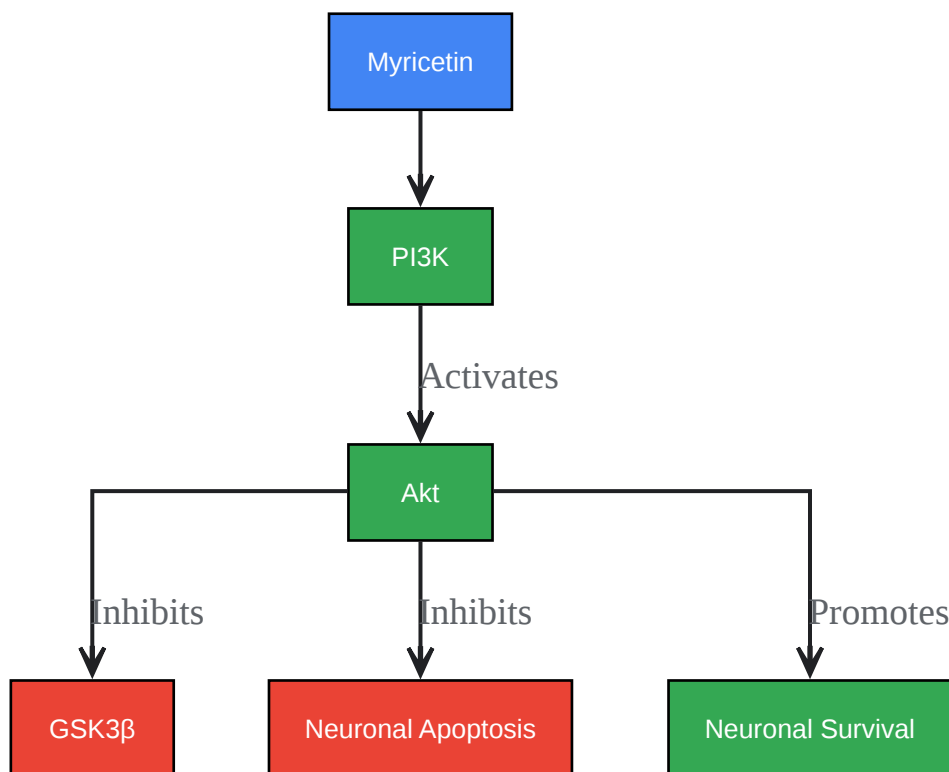 Myricetin
PI3K
Activates
Akt
Inhibits
Inhibits
Promotes
GSK3β
Neuronal Apoptosis
Neuronal Survival